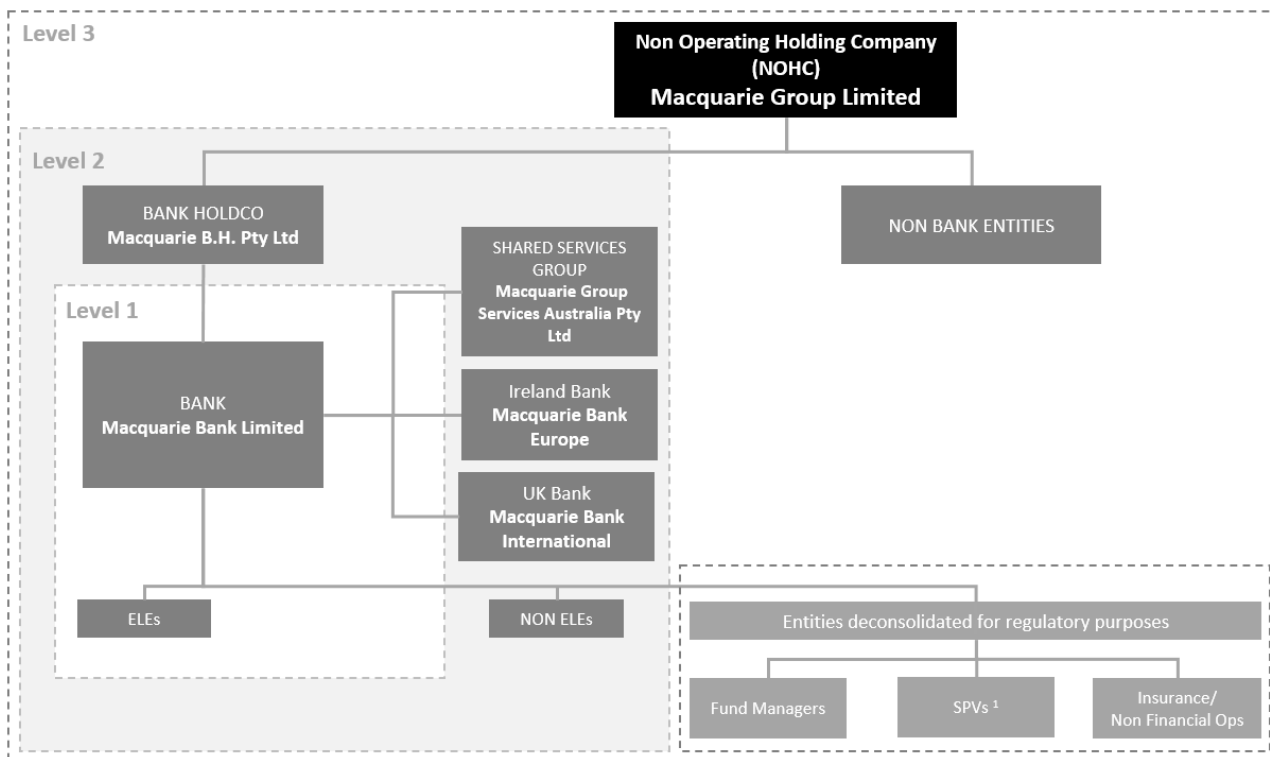 Level 3
Non Operating Holding Company
(NOHC)
Macquarie Group Limited
Level 2
BANK HOLDCO
Macquarie B.H. Pty Ltd
NON BANK ENTITIES
SHARED SERVICES
GROUP
Macquarie Group
Services Australia Pty
Ltd
Level 1
BANK
Macquarie Bank Limited
Ireland Bank
Macquarie Bank
Europe
UK Bank
Macquarie Bank
International
ELEs
NON ELEs
Entities deconsolidated for regulatory purposes
Fund Managers
SPVs ¹
Insurance/
Non Financial Ops